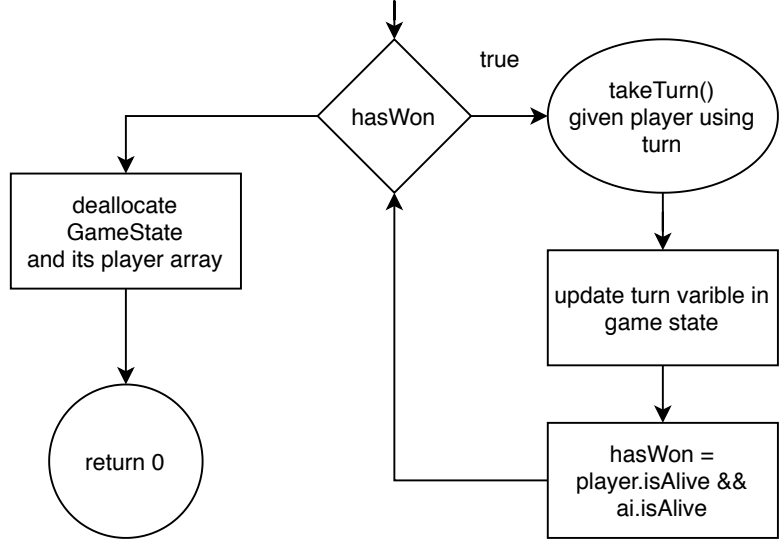 true
hasWon
takeTurn()
given player using
turn
deallocate
GameState
and its player array
update turn varible in
game state
return 0
hasWon =
player.isAlive &&
ai.isAlive